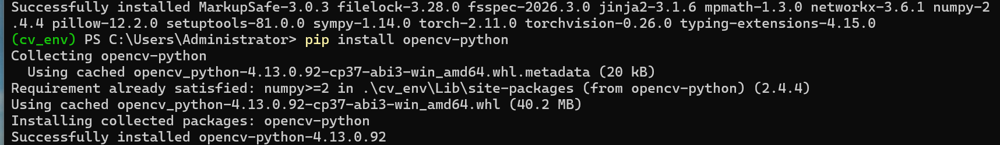 Successfully installed MarkupSafe-3.0.3 filelock-3.28.0 fsspec-2026.3.0 jinja2-3.1.6 mpmath-1.3.0 networkx-3.6.1 numpy-2
.4.4 pillow-12.2.0 setuptools-81.0.0 sympy-1.14.0 torch-2.11.0 torchvision-0.26.0 typing-extensions-4.15.0
(cv_env) PS C:\Users\Administrator> pip install opencv-python
Collecting opencv-python
  Using cached opencv_python-4.13.0.92-cp37-abi3-win_amd64.whl.metadata (20 kB)
Requirement already satisfied: numpy>=2 in .\cv_env\Lib\site-packages (from opencv-python) (2.4.4)
Using cached opencv_python-4.13.0.92-cp37-abi3-win_amd64.whl (40.2 MB)
Installing collected packages: opencv-python
Successfully installed opencv-python-4.13.0.92